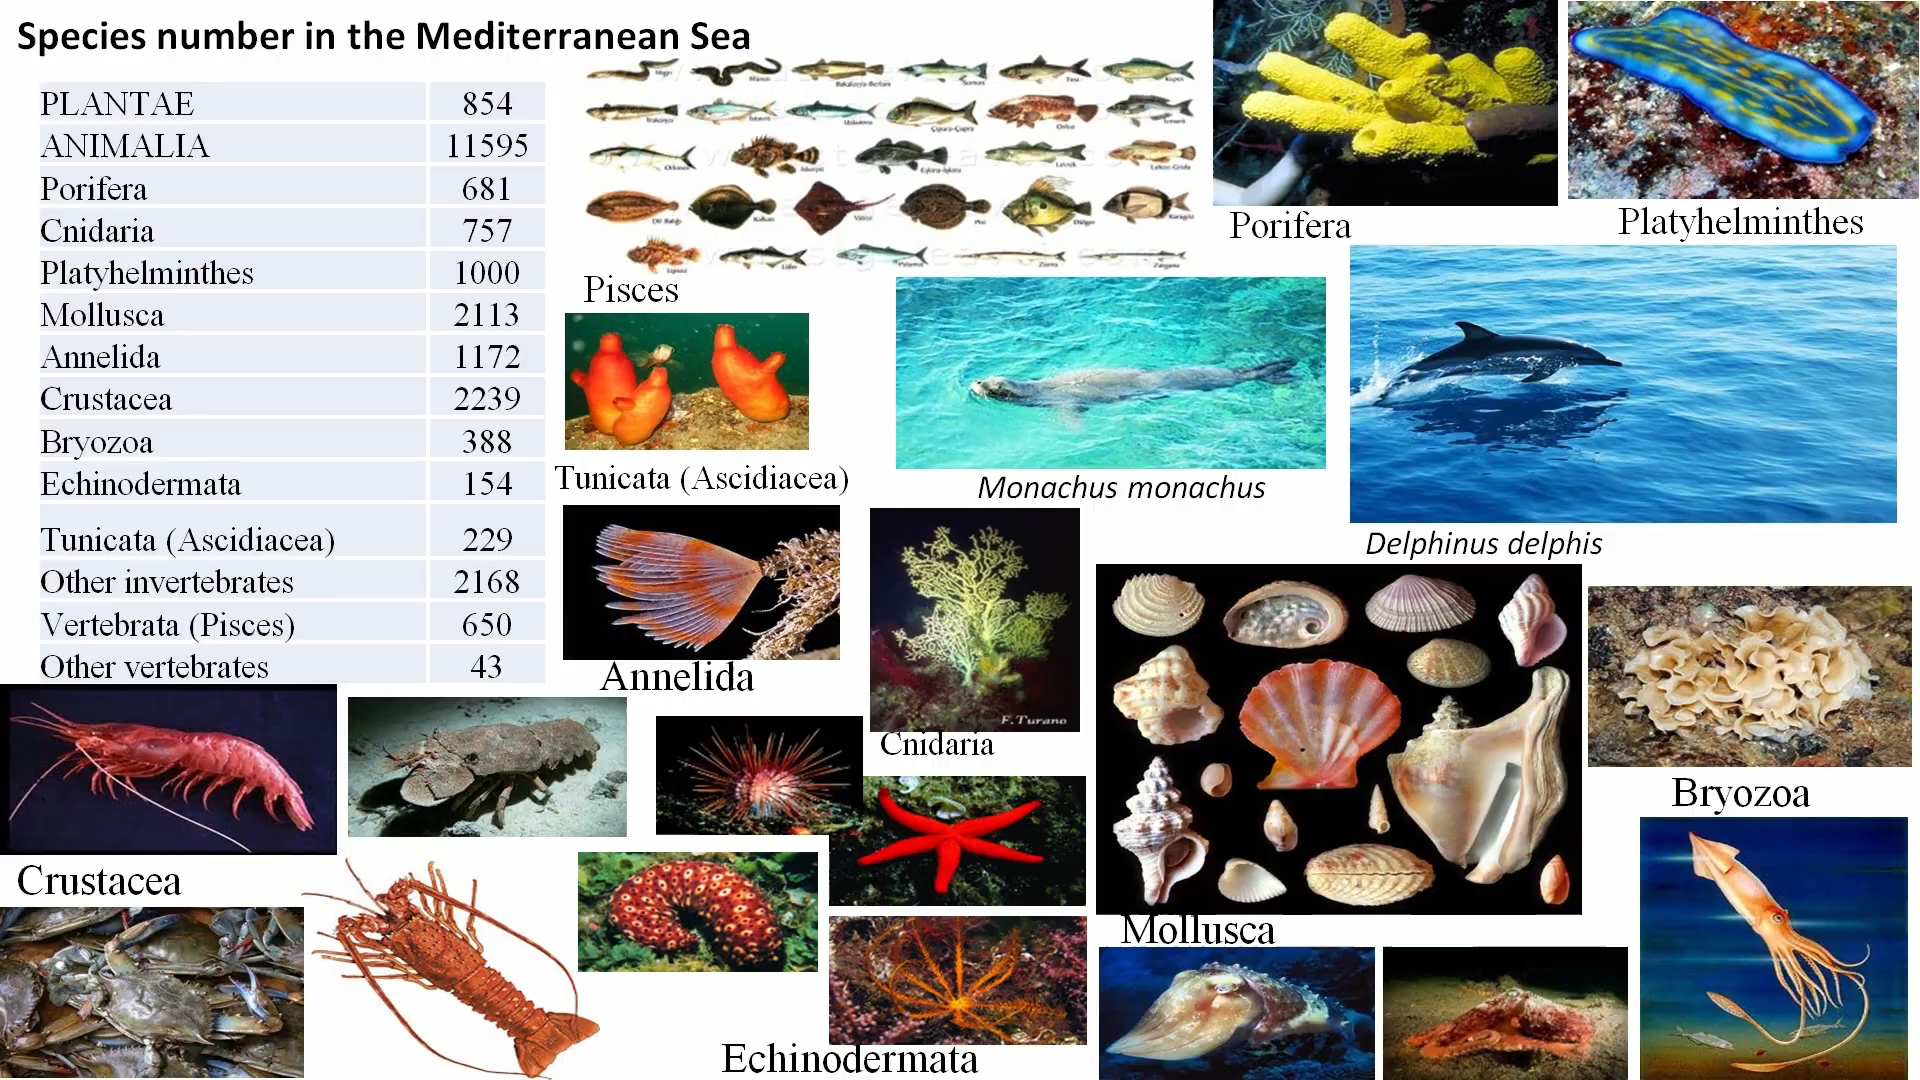 Species number in the Mediterranean Sea
PLANTAE 854
ANIMALIA 11595
Porifera 681
Cnidaria 757
Platyhelminthes 1000
Mollusca 2113
Annelida 1172
Crustacea 2239
Bryozoa 388
Echinodermata 154
Tunicata (Ascidiacea) 229
Other invertebrates 2168
Vertebrata (Pisces) 650
Other vertebrates 43
Pisces
Porifera
Platyhelminthes
Tunicata (Ascidiacea)
Monachus monachus
Delphinus delphis
Annelida
F.Turano
Cnidaria
Bryozoa
Crustacea
Mollusca
Echinodermata